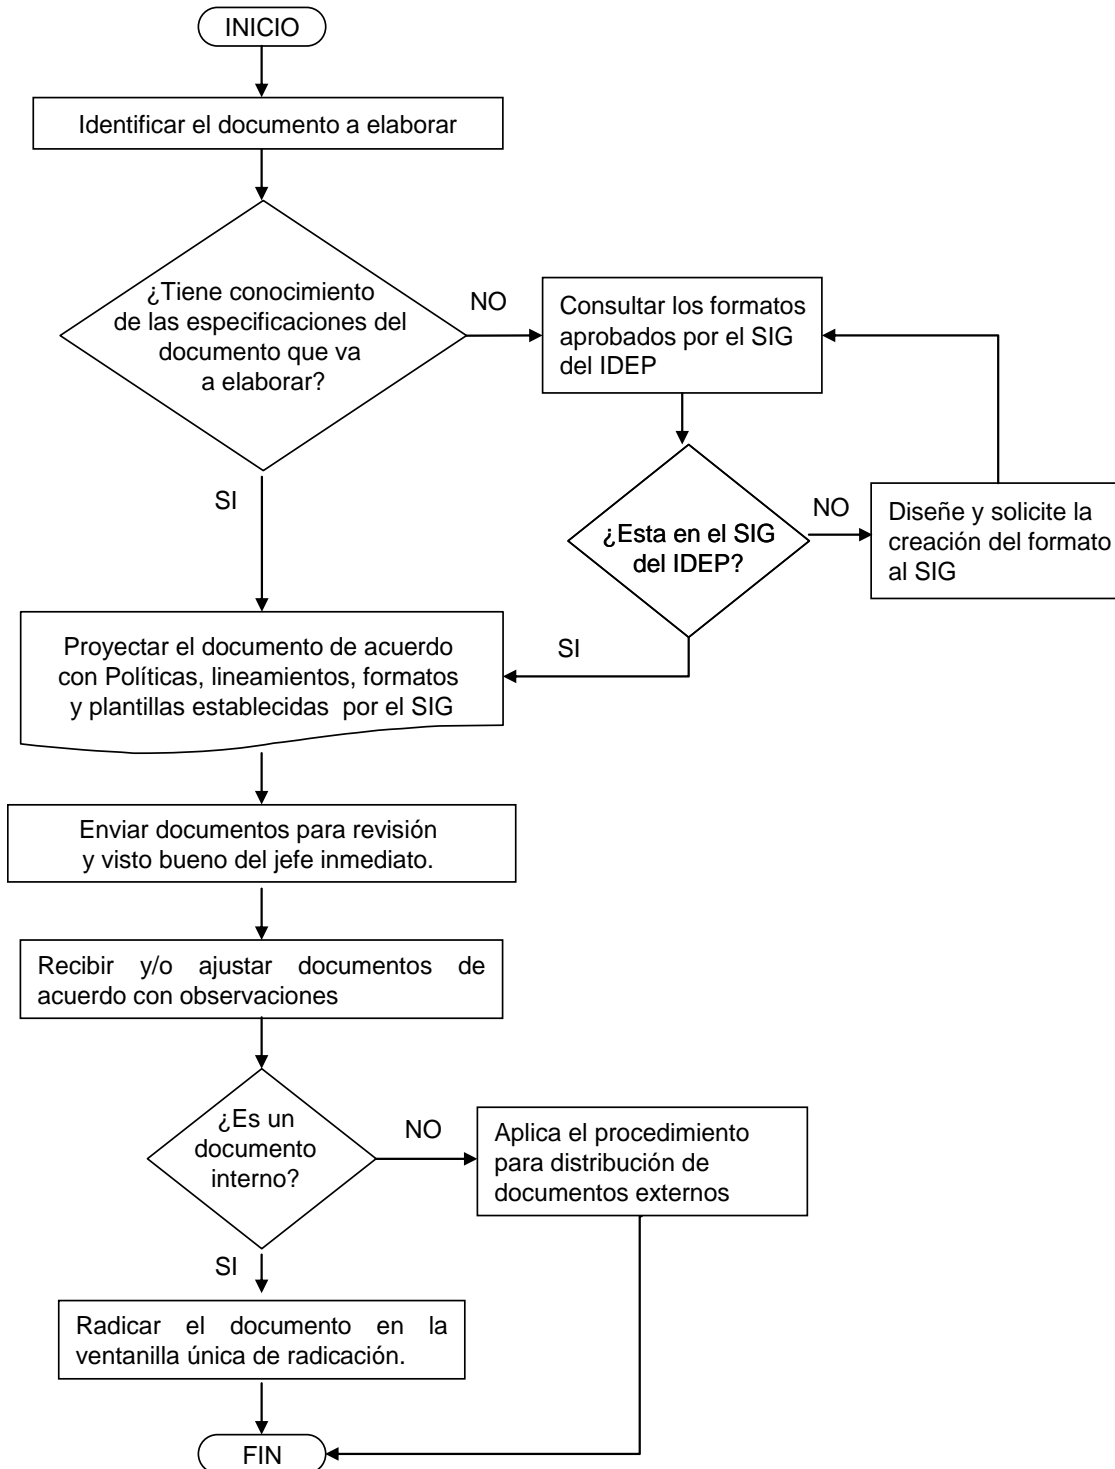 INICIO
Identificar el documento a elaborar
¿Tiene conocimiento
de las especificaciones del
documento que va
a elaborar?
NO
Consultar los formatos
aprobados por el SIG
del IDEP
SI
¿Esta en el SIG
del IDEP?
NO
Diseñe y solicite la
creación del formato
al SIG
SI
Proyectar el documento de acuerdo
con Políticas, lineamientos, formatos
y plantillas establecidas por el SIG
Enviar documentos para revisión
y visto bueno del jefe inmediato.
Recibir y/o ajustar documentos de
acuerdo con observaciones
¿Es un
documento
interno?
NO
Aplica el procedimiento
para distribución de
documentos externos
SI
Radicar el documento en la
ventanilla única de radicación.
FIN